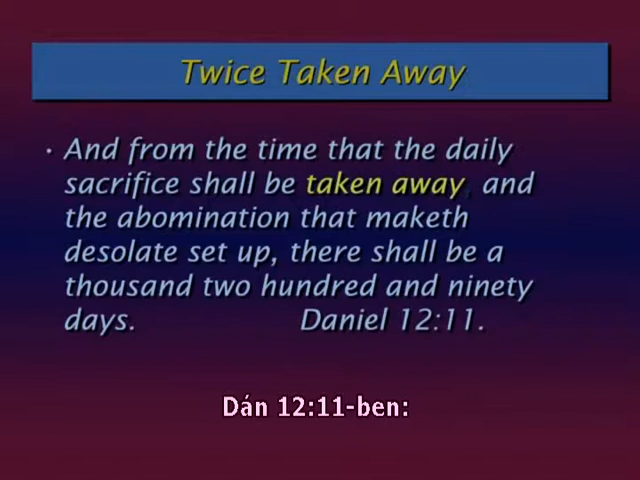 Twice Taken Away
• And from the time that the daily
sacrifice shall be taken away, and
the abomination that maketh
desolate set up, there shall be a
thousand two hundred and ninety
days. Daniel 12:11.
Dán 12:11-ben: